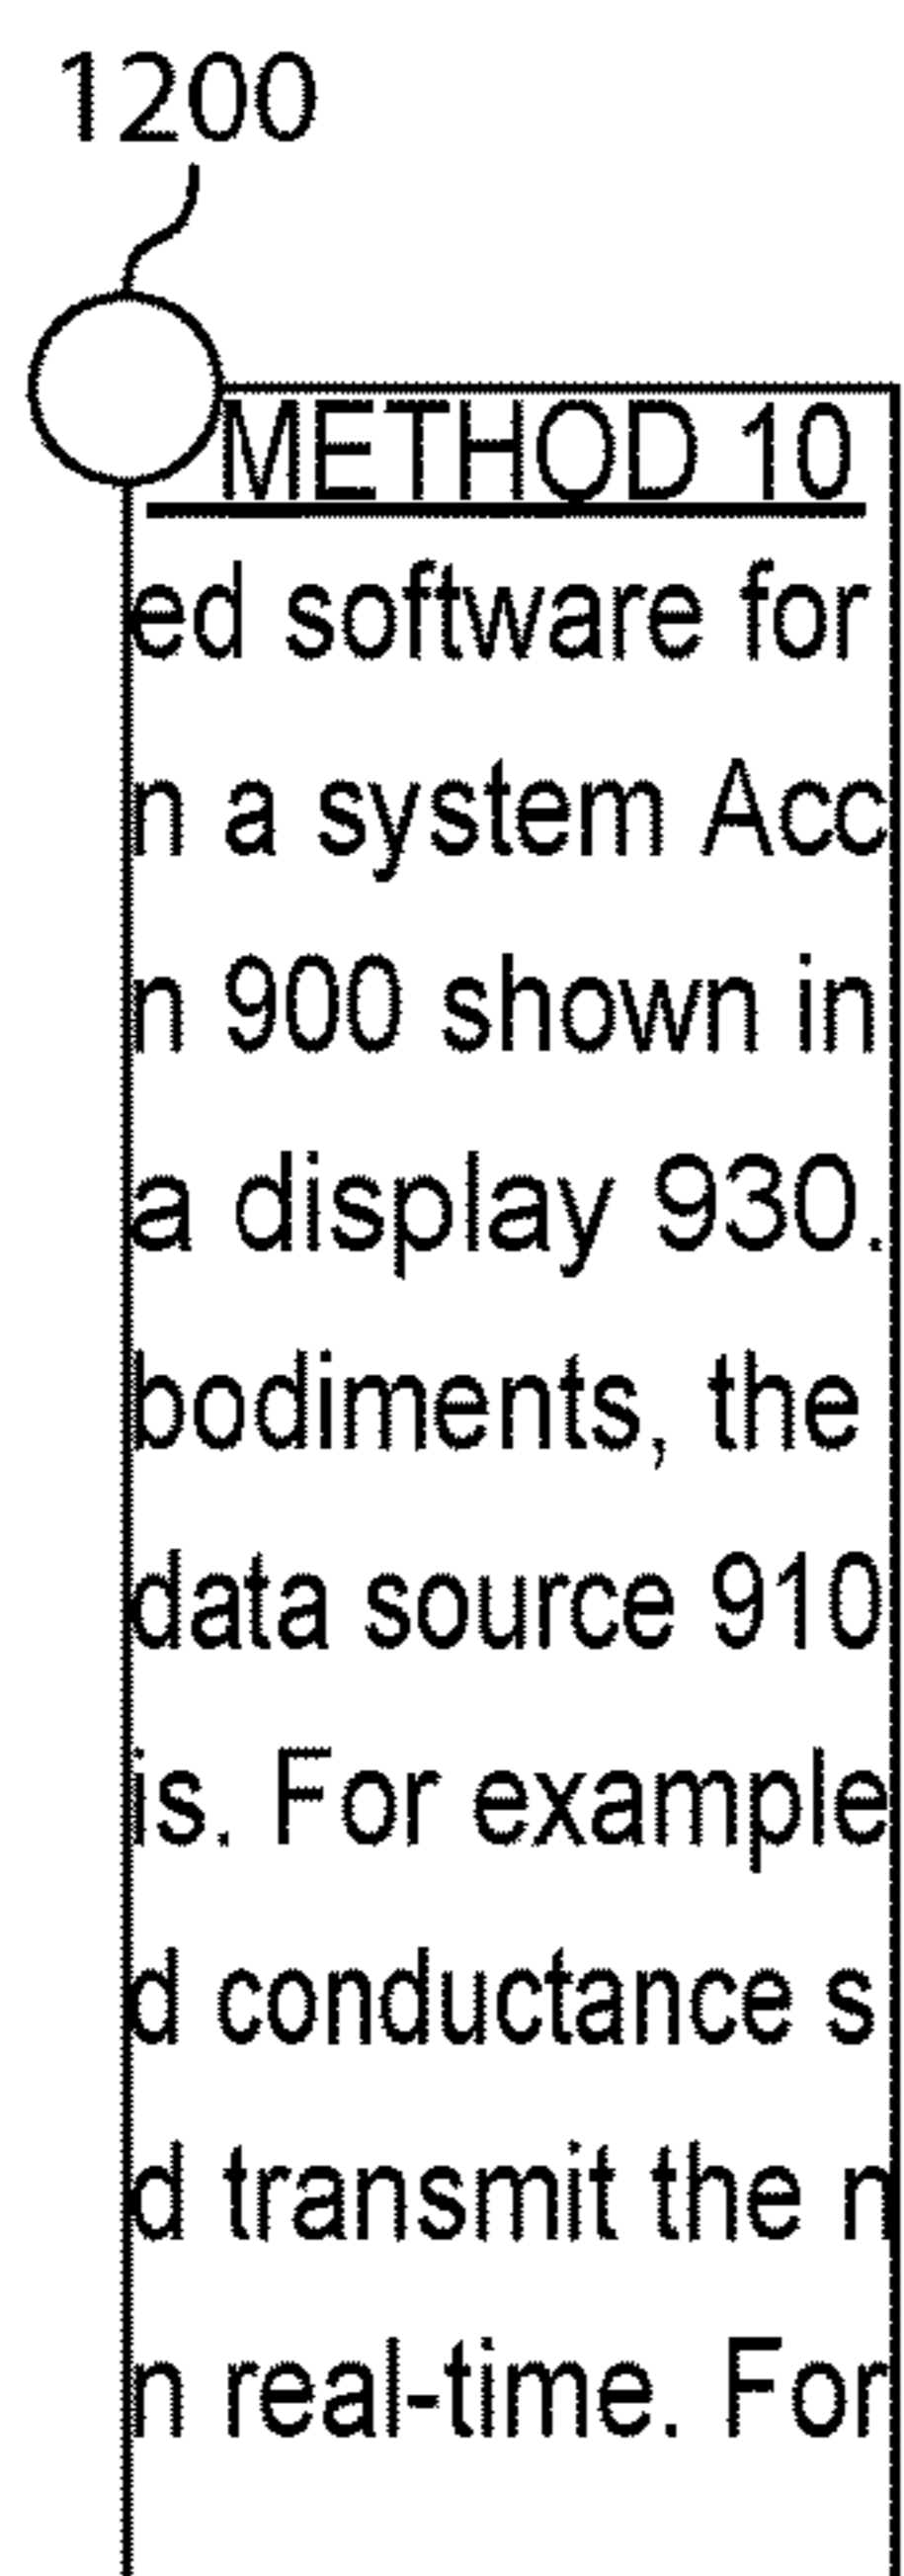 1200
METHOD 10
ed software for
n a system Acc
n 900 shown in
a display 930.
bodiments, the
data source 910
is. For example
d conductance s
d transmit the n
n real-time. For